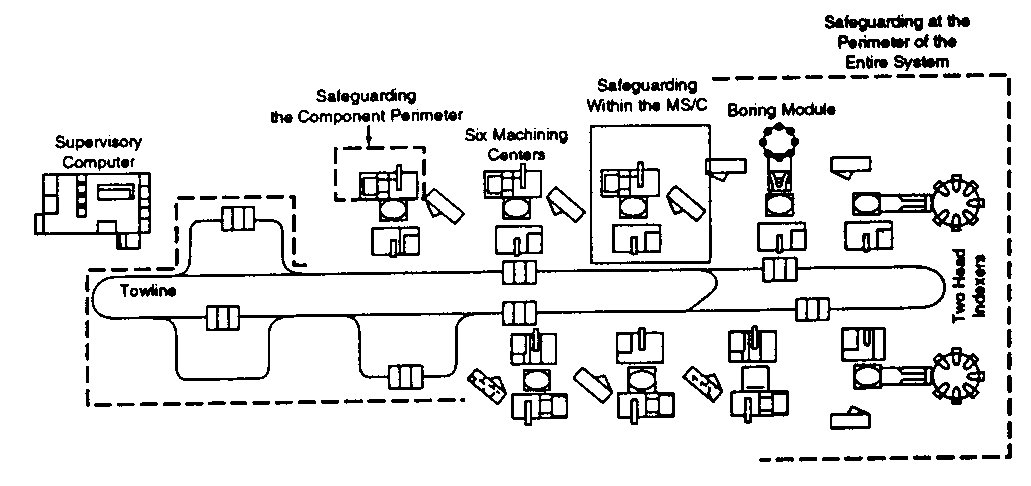 Safeguarding at the
Perimeter of the
Entire System
Safeguarding
the Component Perimeter
Safeguarding
Within the MS/C
Boring Module
Six Machining
Centers
Supervisory
Computer
Towline
Two Head
Indexers